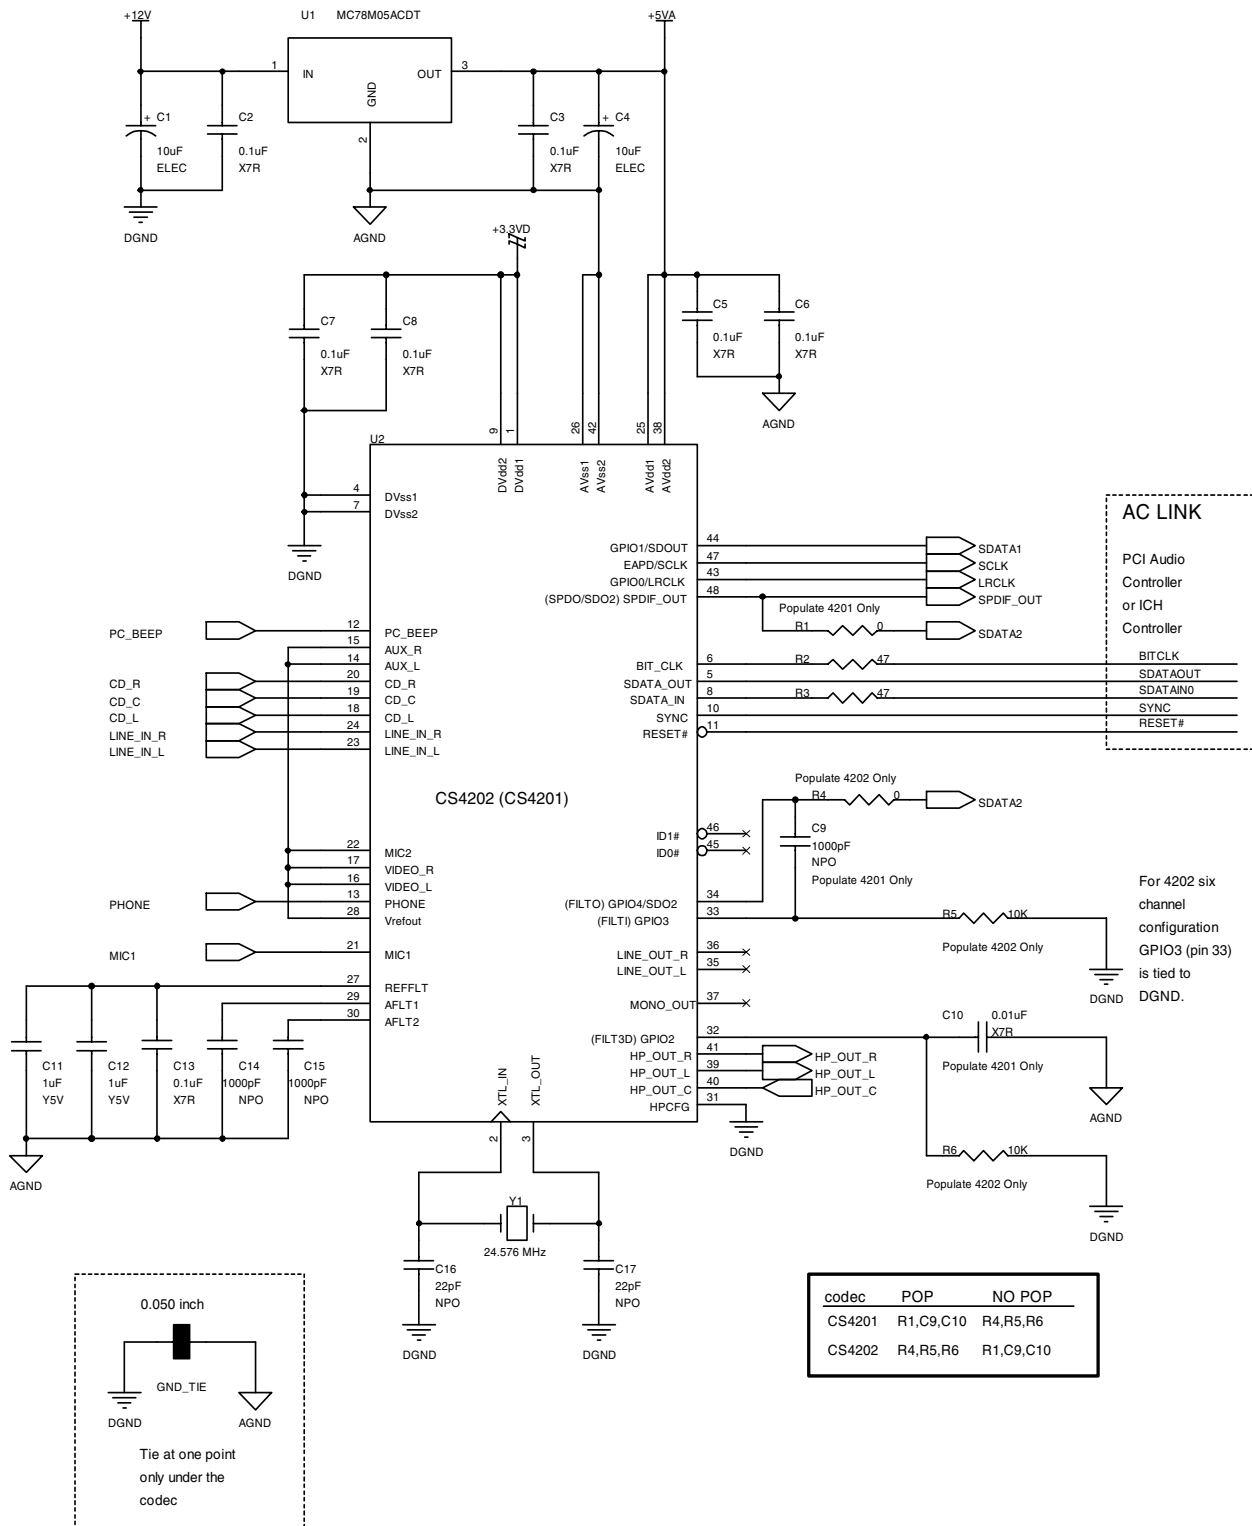 +12V
U1 MC78M05ACDT
+5VA
1
IN
OUT
3
GND
2
+ C1
10uF
ELEC
C2
0.1uF
X7R
C3
0.1uF
X7R
+ C4
10uF
ELEC
DGND
AGND
+3.3VD
C7
0.1uF
X7R
C8
0.1uF
X7R
C5
0.1uF
X7R
C6
0.1uF
X7R
AGND
U2
9
1
26
42
25
38
DVdd2
DVdd1
AVss1
AVss2
AVdd1
AVdd2
4
DVss1
7
DVss2
DGND
PC_BEEP
12
PC_BEEP
15
AUX_R
14
AUX_L
CD_R
20
CD_R
CD_C
19
CD_C
CD_L
18
CD_L
LINE_IN_R
24
LINE_IN_R
LINE_IN_L
23
LINE_IN_L
CS4202 (CS4201)
22
MIC2
17
VIDEO_R
16
VIDEO_L
PHONE
13
PHONE
28
Vrefout
MIC1
21
MIC1
27
REFFLT
29
AFLT1
30
AFLT2
C11
1uF
Y5V
C12
1uF
Y5V
C13
0.1uF
X7R
C14
1000pF
NPO
C15
1000pF
NPO
AGND
GPIO1/SDOUT
44
SDATA1
EAPD/SCLK
47
SCLK
GPIO0/LRCLK
43
LRCLK
(SPDO/SDO2) SPDIF_OUT
48
SPDIF_OUT
Populate 4201 Only
R1
0
SDATA2
BIT_CLK
6
R2
47
BITCLK
SDATA_OUT
5
SDATAOUT
SDATA_IN
8
R3
47
SDATAIN0
SYNC
10
SYNC
RESET#
11
RESET#
AC LINK
PCI Audio
Controller
or ICH
Controller
Populate 4202 Only
R4
0
SDATA2
ID1#
46
ID0#
45
C9
1000pF
NPO
Populate 4201 Only
(FILTO) GPIO4/SDO2
34
(FILTI) GPIO3
33
R5
10K
Populate 4202 Only
DGND
For 4202 six
channel
configuration
GPIO3 (pin 33)
is tied to
DGND.
LINE_OUT_R
36
LINE_OUT_L
35
MONO_OUT
37
(FILT3D) GPIO2
32
C10
0.01uF
X7R
Populate 4201 Only
AGND
HP_OUT_R
41
HP_OUT_R
HP_OUT_L
39
HP_OUT_L
HP_OUT_C
40
HP_OUT_C
HPCFG
31
DGND
R6
10K
Populate 4202 Only
DGND
XTL_IN
XTL_OUT
2
3
Y1
24.576 MHz
C16
22pF
NPO
C17
22pF
NPO
DGND
DGND
0.050 inch
GND_TIE
DGND
AGND
Tie at one point
only under the
codec
codec POP NO POP
CS4201 R1,C9,C10 R4,R5,R6
CS4202 R4,R5,R6 R1,C9,C10